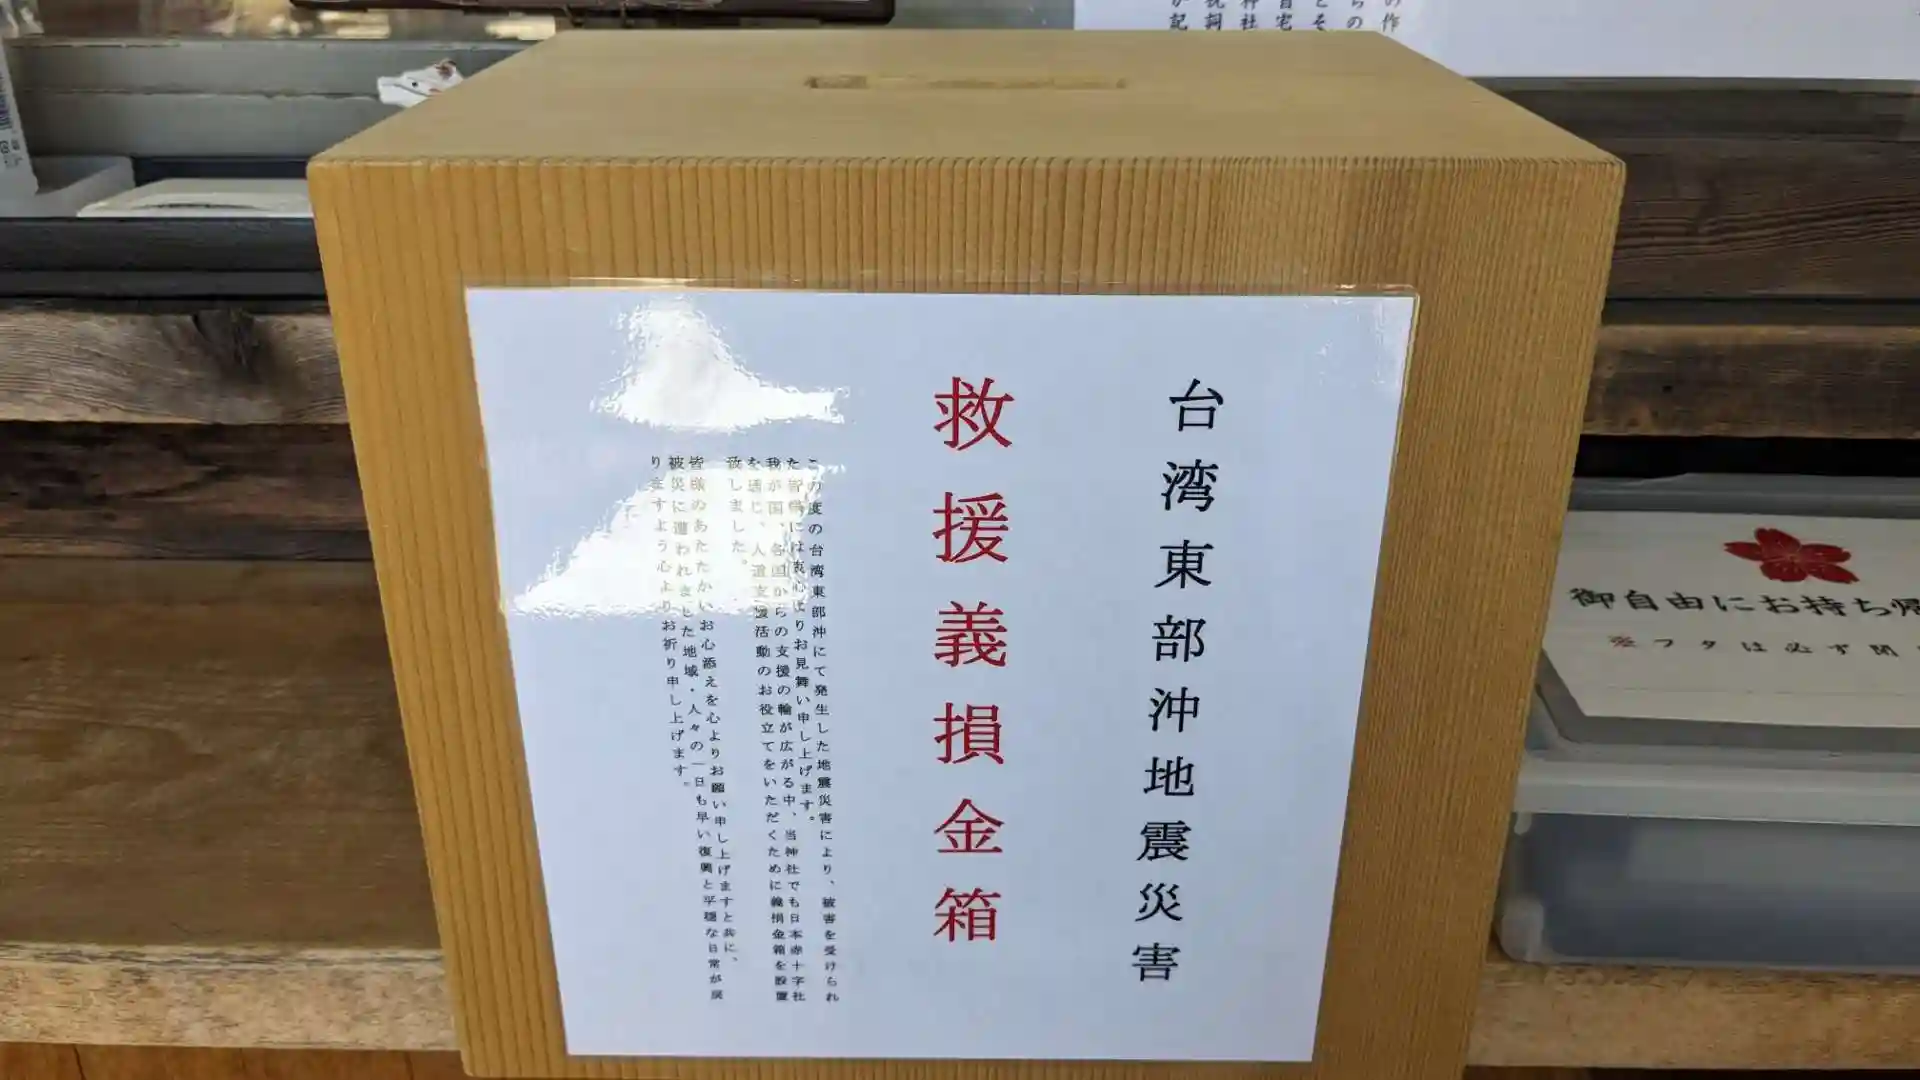 台湾東部沖地震災害
救援義損金箱
この度の台湾東部沖にて発生した地震災害により、被害を受けられ
た皆様には衷心よりお見舞い申し上げます。
我が国、各国からの支援の輪が広がる中、当神社でも日本赤十字社
を通じ、人道支援活動のお役立てをいただくために義捐金箱を設置
致しました。
皆様のあたたかいお心添えを心よりお願い申し上げますと共に、
被災に遭われました地域・人々の一日も早い復興と平穏な日常が戻
りますよう心よりお祈り申し上げます。
御自由にお持ち帰
※フタは必ず閉